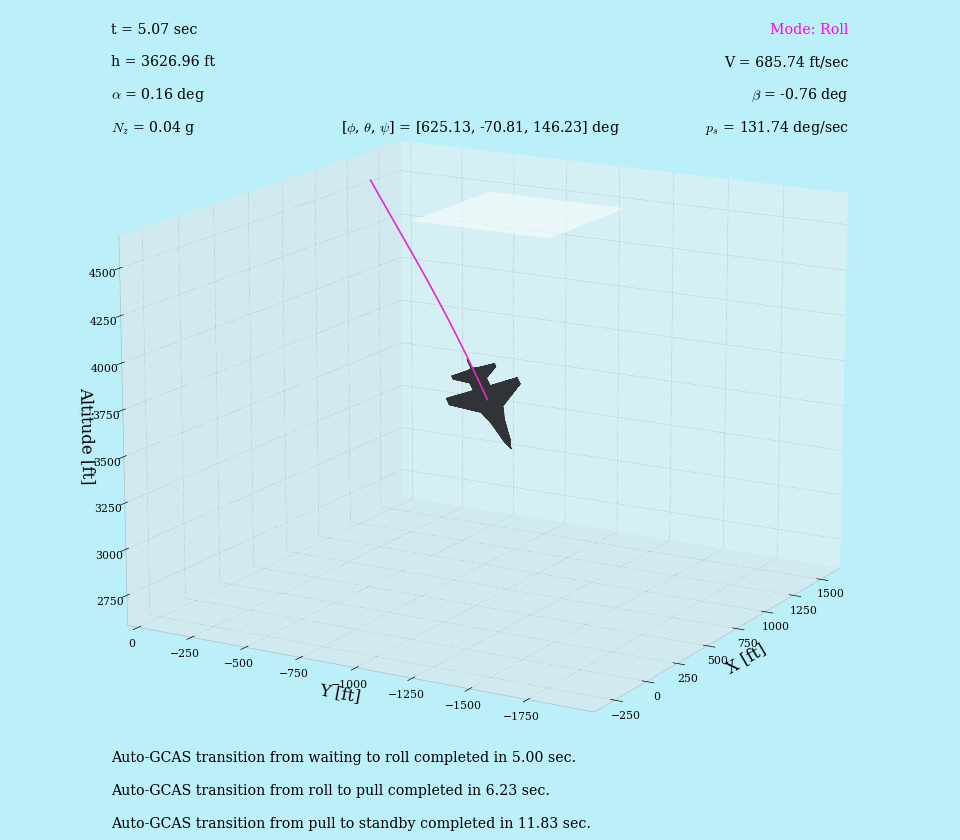 t = 5.07 sec
Mode: Roll
h = 3626.96 ft
V = 685.74 ft/sec
α = 0.16 deg
β = -0.76 deg
N_z = 0.04 g
[ϕ, θ, ψ] = [625.13, -70.81, 146.23] deg
p_s = 131.74 deg/sec
4500
4250
4000
3750
3500
3250
3000
2750
Altitude [ft]
0
−250
−500
−750
−1000
−1250
−1500
−1750
Y [ft]
−250
0
250
500
750
1000
1250
1500
X [ft]
Auto-GCAS transition from waiting to roll completed in 5.00 sec.
Auto-GCAS transition from roll to pull completed in 6.23 sec.
Auto-GCAS transition from pull to standby completed in 11.83 sec.